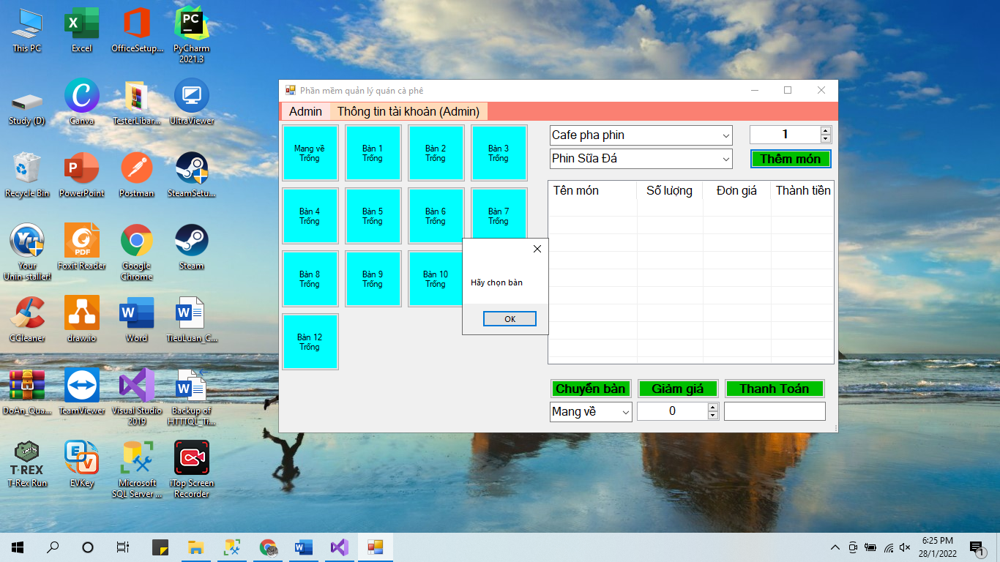 This PC
Excel
OfficeSetup...
PyCharm
2021.3
Study (D)
Canva
TesterLibar...
UltraViewer
Recycle Bin
PowerPoint
Postman
SteamSetu...
Your
Unin-staller!
Foxit Reader
Google
Chrome
Steam
CCleaner
draw.io
Word
TieuLuan_C...
DoAn_Qua...
TeamViewer
Visual Studio
2019
Backup of
HTTTQL_Ti...
T-REX
T-Rex Run
EVKey
Microsoft
SQL Server ...
iTop Screen
Recorder
Phần mềm quản lý quán cà phê
Admin
Thông tin tài khoản (Admin)
Mang về
Trống
Bàn 1
Trống
Bàn 2
Trống
Bàn 3
Trống
Bàn 4
Trống
Bàn 5
Trống
Bàn 6
Trống
Bàn 7
Trống
Bàn 8
Trống
Bàn 9
Trống
Bàn 10
Trống
Bàn 12
Trống
Cafe pha phin
1
Phin Sữa Đá
Thêm món
Tên món
Số lượng
Đơn giá
Thành tiền
Hãy chọn bàn
OK
Chuyển bàn
Giảm giá
Thanh Toán
Mang về
0
6:25 PM
28/1/2022
1